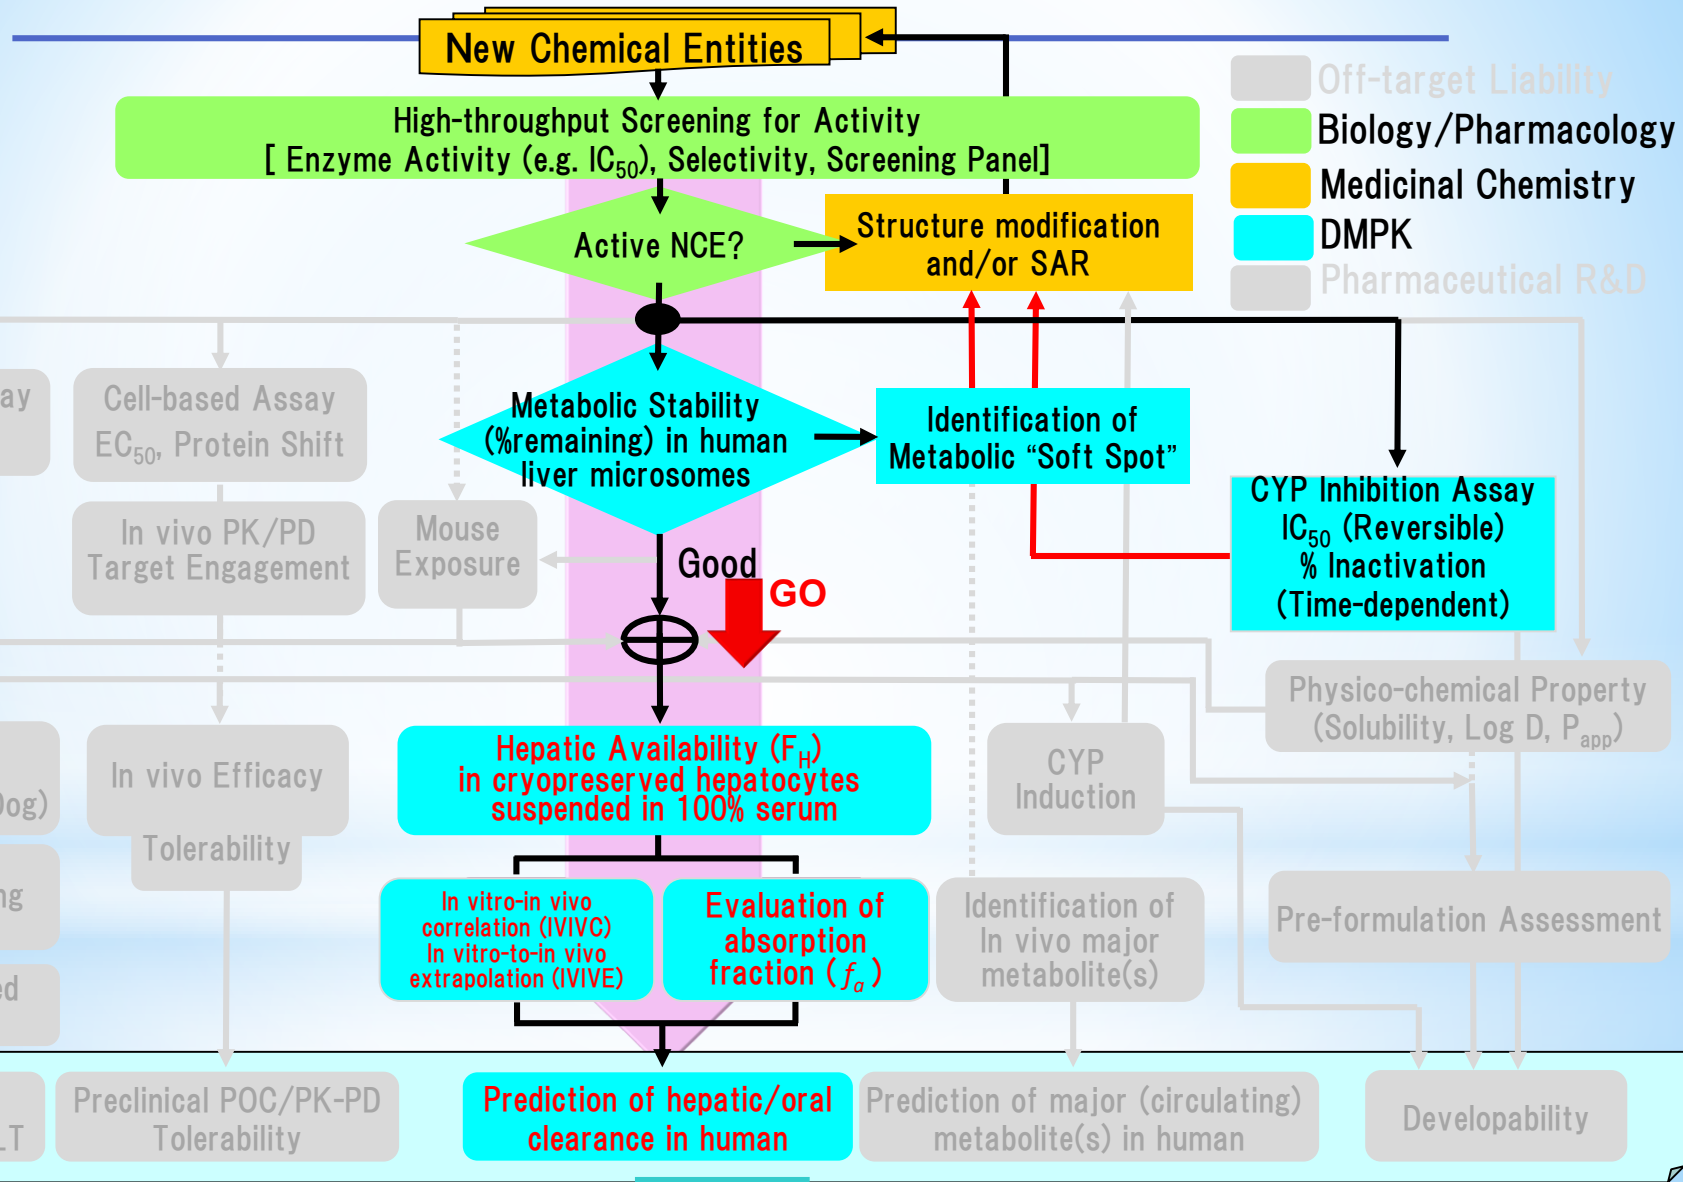 New Chemical Entities
High-throughput Screening for Activity
[ Enzyme Activity (e.g. IC50), Selectivity, Screening Panel]
Off-target Liability
Biology/Pharmacology
Medicinal Chemistry
DMPK
Pharmaceutical R&D
Active NCE?
Structure modification
and/or SAR
ay
Cell-based Assay
EC50, Protein Shift
Metabolic Stability
(%remaining) in human
liver microsomes
Identification of
Metabolic “Soft Spot”
CYP Inhibition Assay
IC50 (Reversible)
% Inactivation
(Time-dependent)
In vivo PK/PD
Target Engagement
Mouse
Exposure
Good
GO
Physico-chemical Property
(Solubility, Log D, Papp)
Hepatic Availability (FH)
in cryopreserved hepatocytes
suspended in 100% serum
CYP
Induction
In vivo Efficacy
Dog)
Tolerability
ng
In vitro-in vivo
correlation (IVIVC)
In vitro-to-in vivo
extrapolation (IVIVE)
Evaluation of
absorption
fraction (fa)
Identification of
In vivo major
metabolite(s)
Pre-formulation Assessment
ed
LT
Preclinical POC/PK-PD
Tolerability
Prediction of hepatic/oral
clearance in human
Prediction of major (circulating)
metabolite(s) in human
Developability